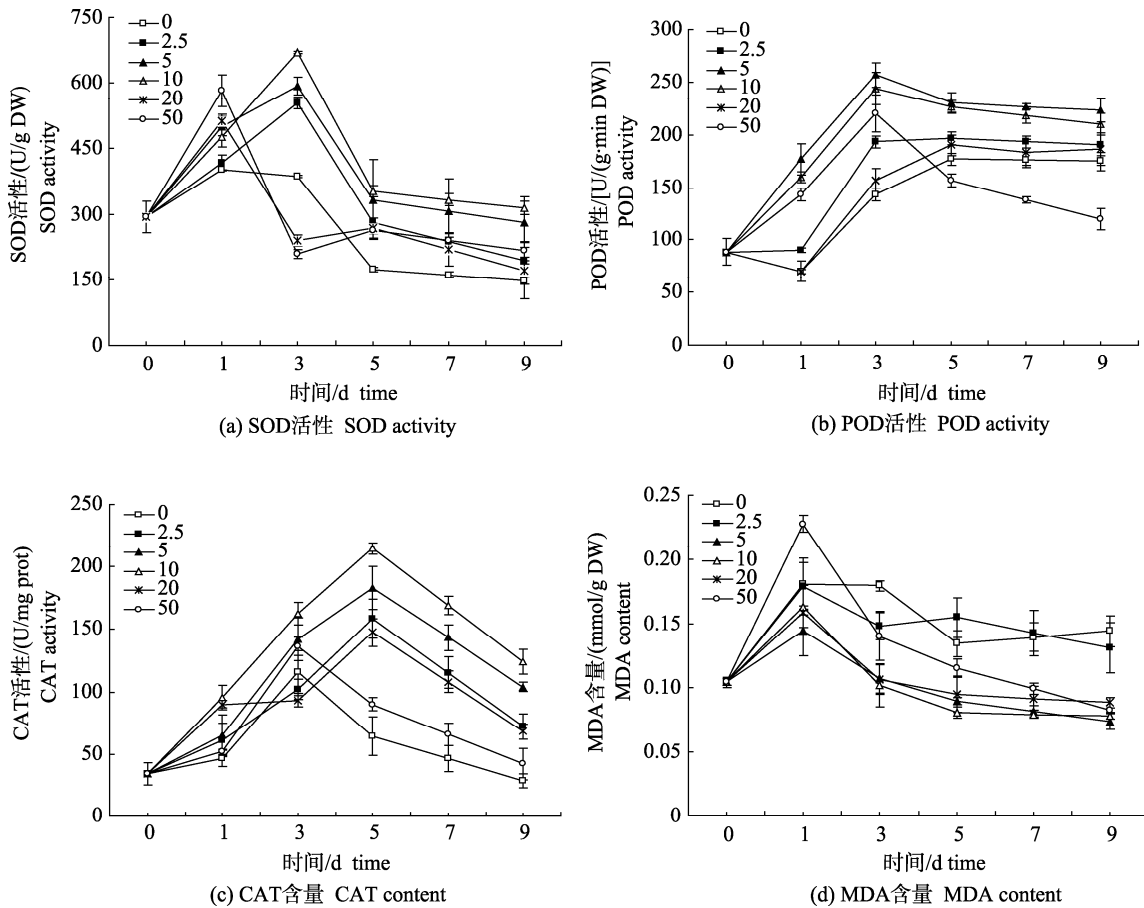 750
600
450
300
150
0
0
2.5
5
10
20
50
SOD活性/(U/g DW)
SOD activity
0 1 3 5 7 9
时间/d time
(a) SOD活性 SOD activity
300
250
200
150
100
50
0
0
2.5
5
10
20
50
POD活性/[U/(g·min DW)]
POD activity
0 1 3 5 7 9
时间/d time
(b) POD活性 POD activity
250
200
150
100
50
0
0
2.5
5
10
20
50
CAT活性/(U/mg prot)
CAT activity
0 1 3 5 7 9
时间/d time
(c) CAT含量 CAT content
0.25
0.20
0.15
0.10
0.05
0
0
2.5
5
10
20
50
MDA含量/(mmol/g DW)
MDA content
0 1 3 5 7 9
时间/d time
(d) MDA含量 MDA content